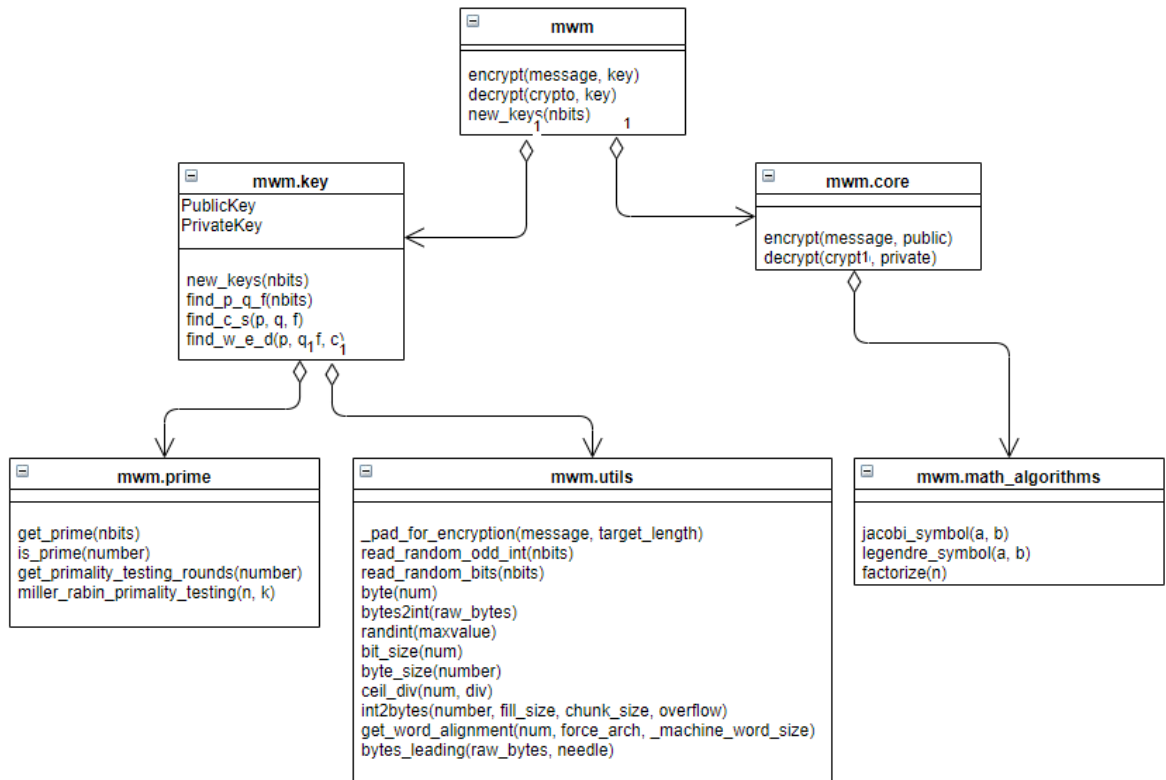 mwm
encrypt(message, key)
decrypt(crypto, key)
new_keys(nbits)
1
1
mwm.key
PublicKey
PrivateKey
new_keys(nbits)
find_p_q_f(nbits)
find_c_s(p, q, f)
find_w_e_d(p, q, f, c)
1
1
mwm.core
encrypt(message, public)
decrypt(crypt, private)
1
mwm.prime
get_prime(nbits)
is_prime(number)
get_primality_testing_rounds(number)
miller_rabin_primality_testing(n, k)
mwm.utils
_pad_for_encryption(message, target_length)
read_random_odd_int(nbits)
read_random_bits(nbits)
byte(num)
bytes2int(raw_bytes)
randint(maxvalue)
bit_size(num)
byte_size(number)
ceil_div(num, div)
int2bytes(number, fill_size, chunk_size, overflow)
get_word_alignment(num, force_arch, _machine_word_size)
bytes_leading(raw_bytes, needle)
mwm.math_algorithms
jacobi_symbol(a, b)
legendre_symbol(a, b)
factorize(n)